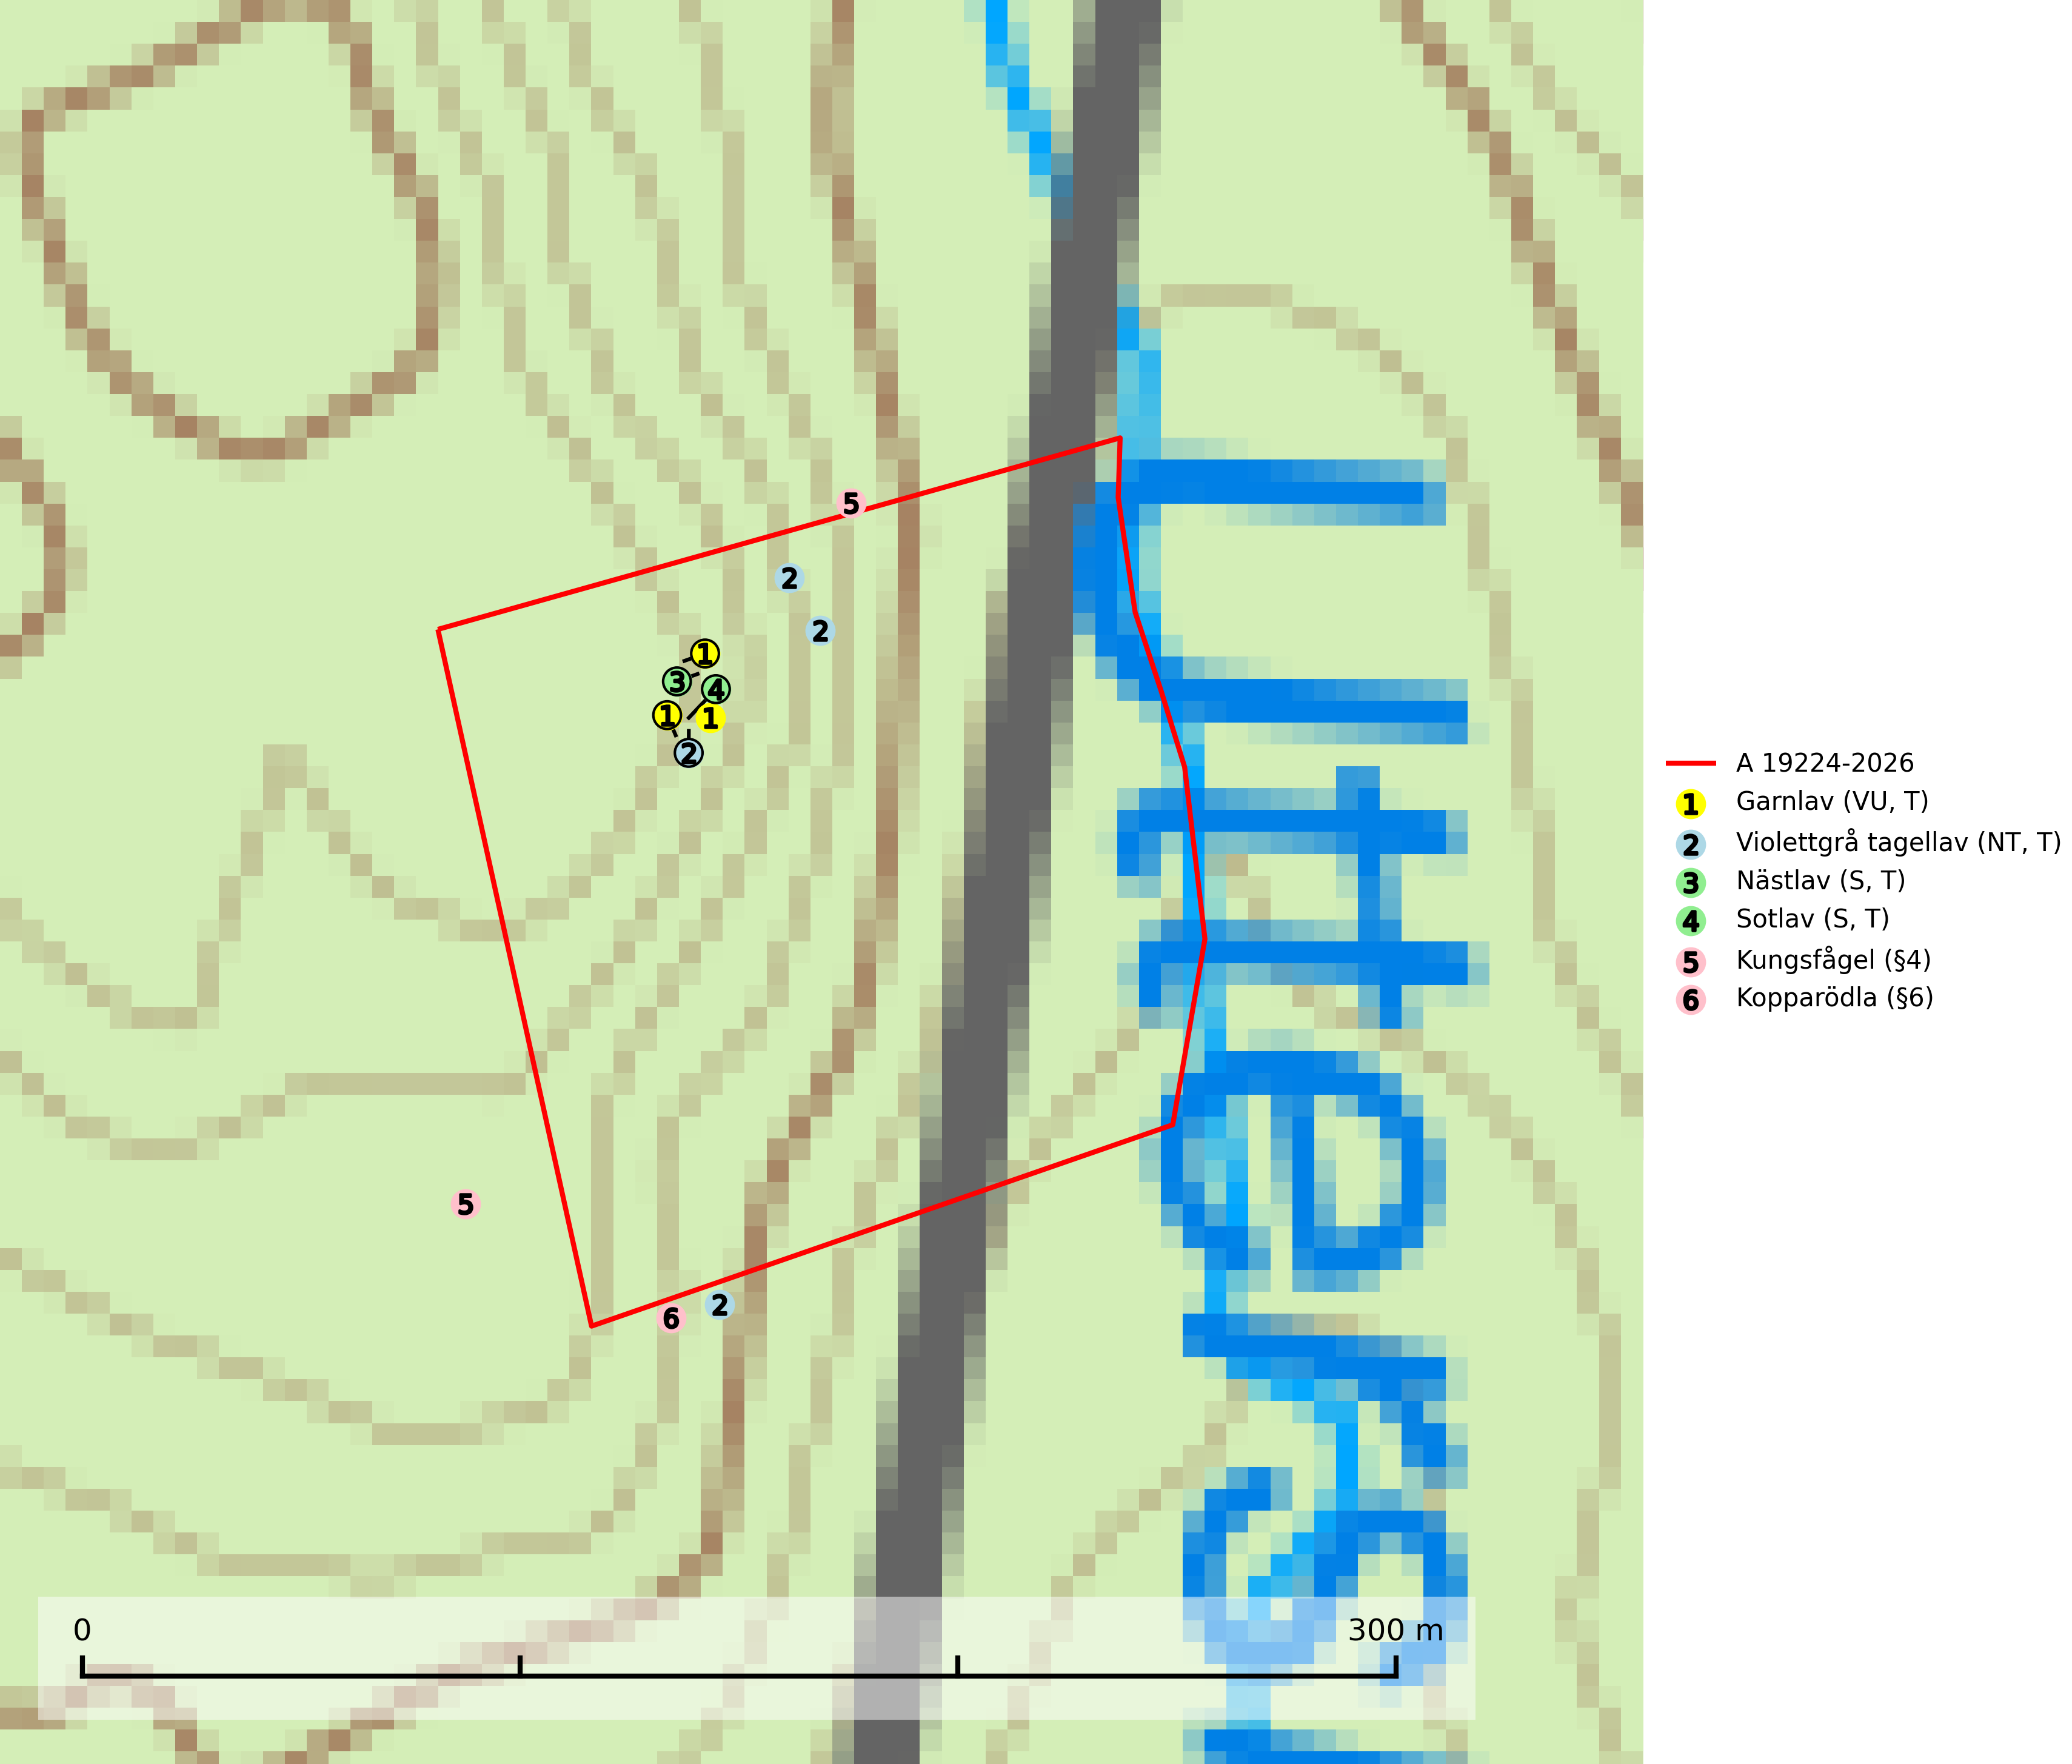 5
2
2
1
3
4
1
1
2
5
6
2
A 19224-2026
1 Garnlav (VU, T)
2 Violettgrå tagellav (NT, T)
3 Nästlav (S, T)
4 Sotlav (S, T)
5 Kungsfågel (§4)
6 Kopparödla (§6)
0
300 m